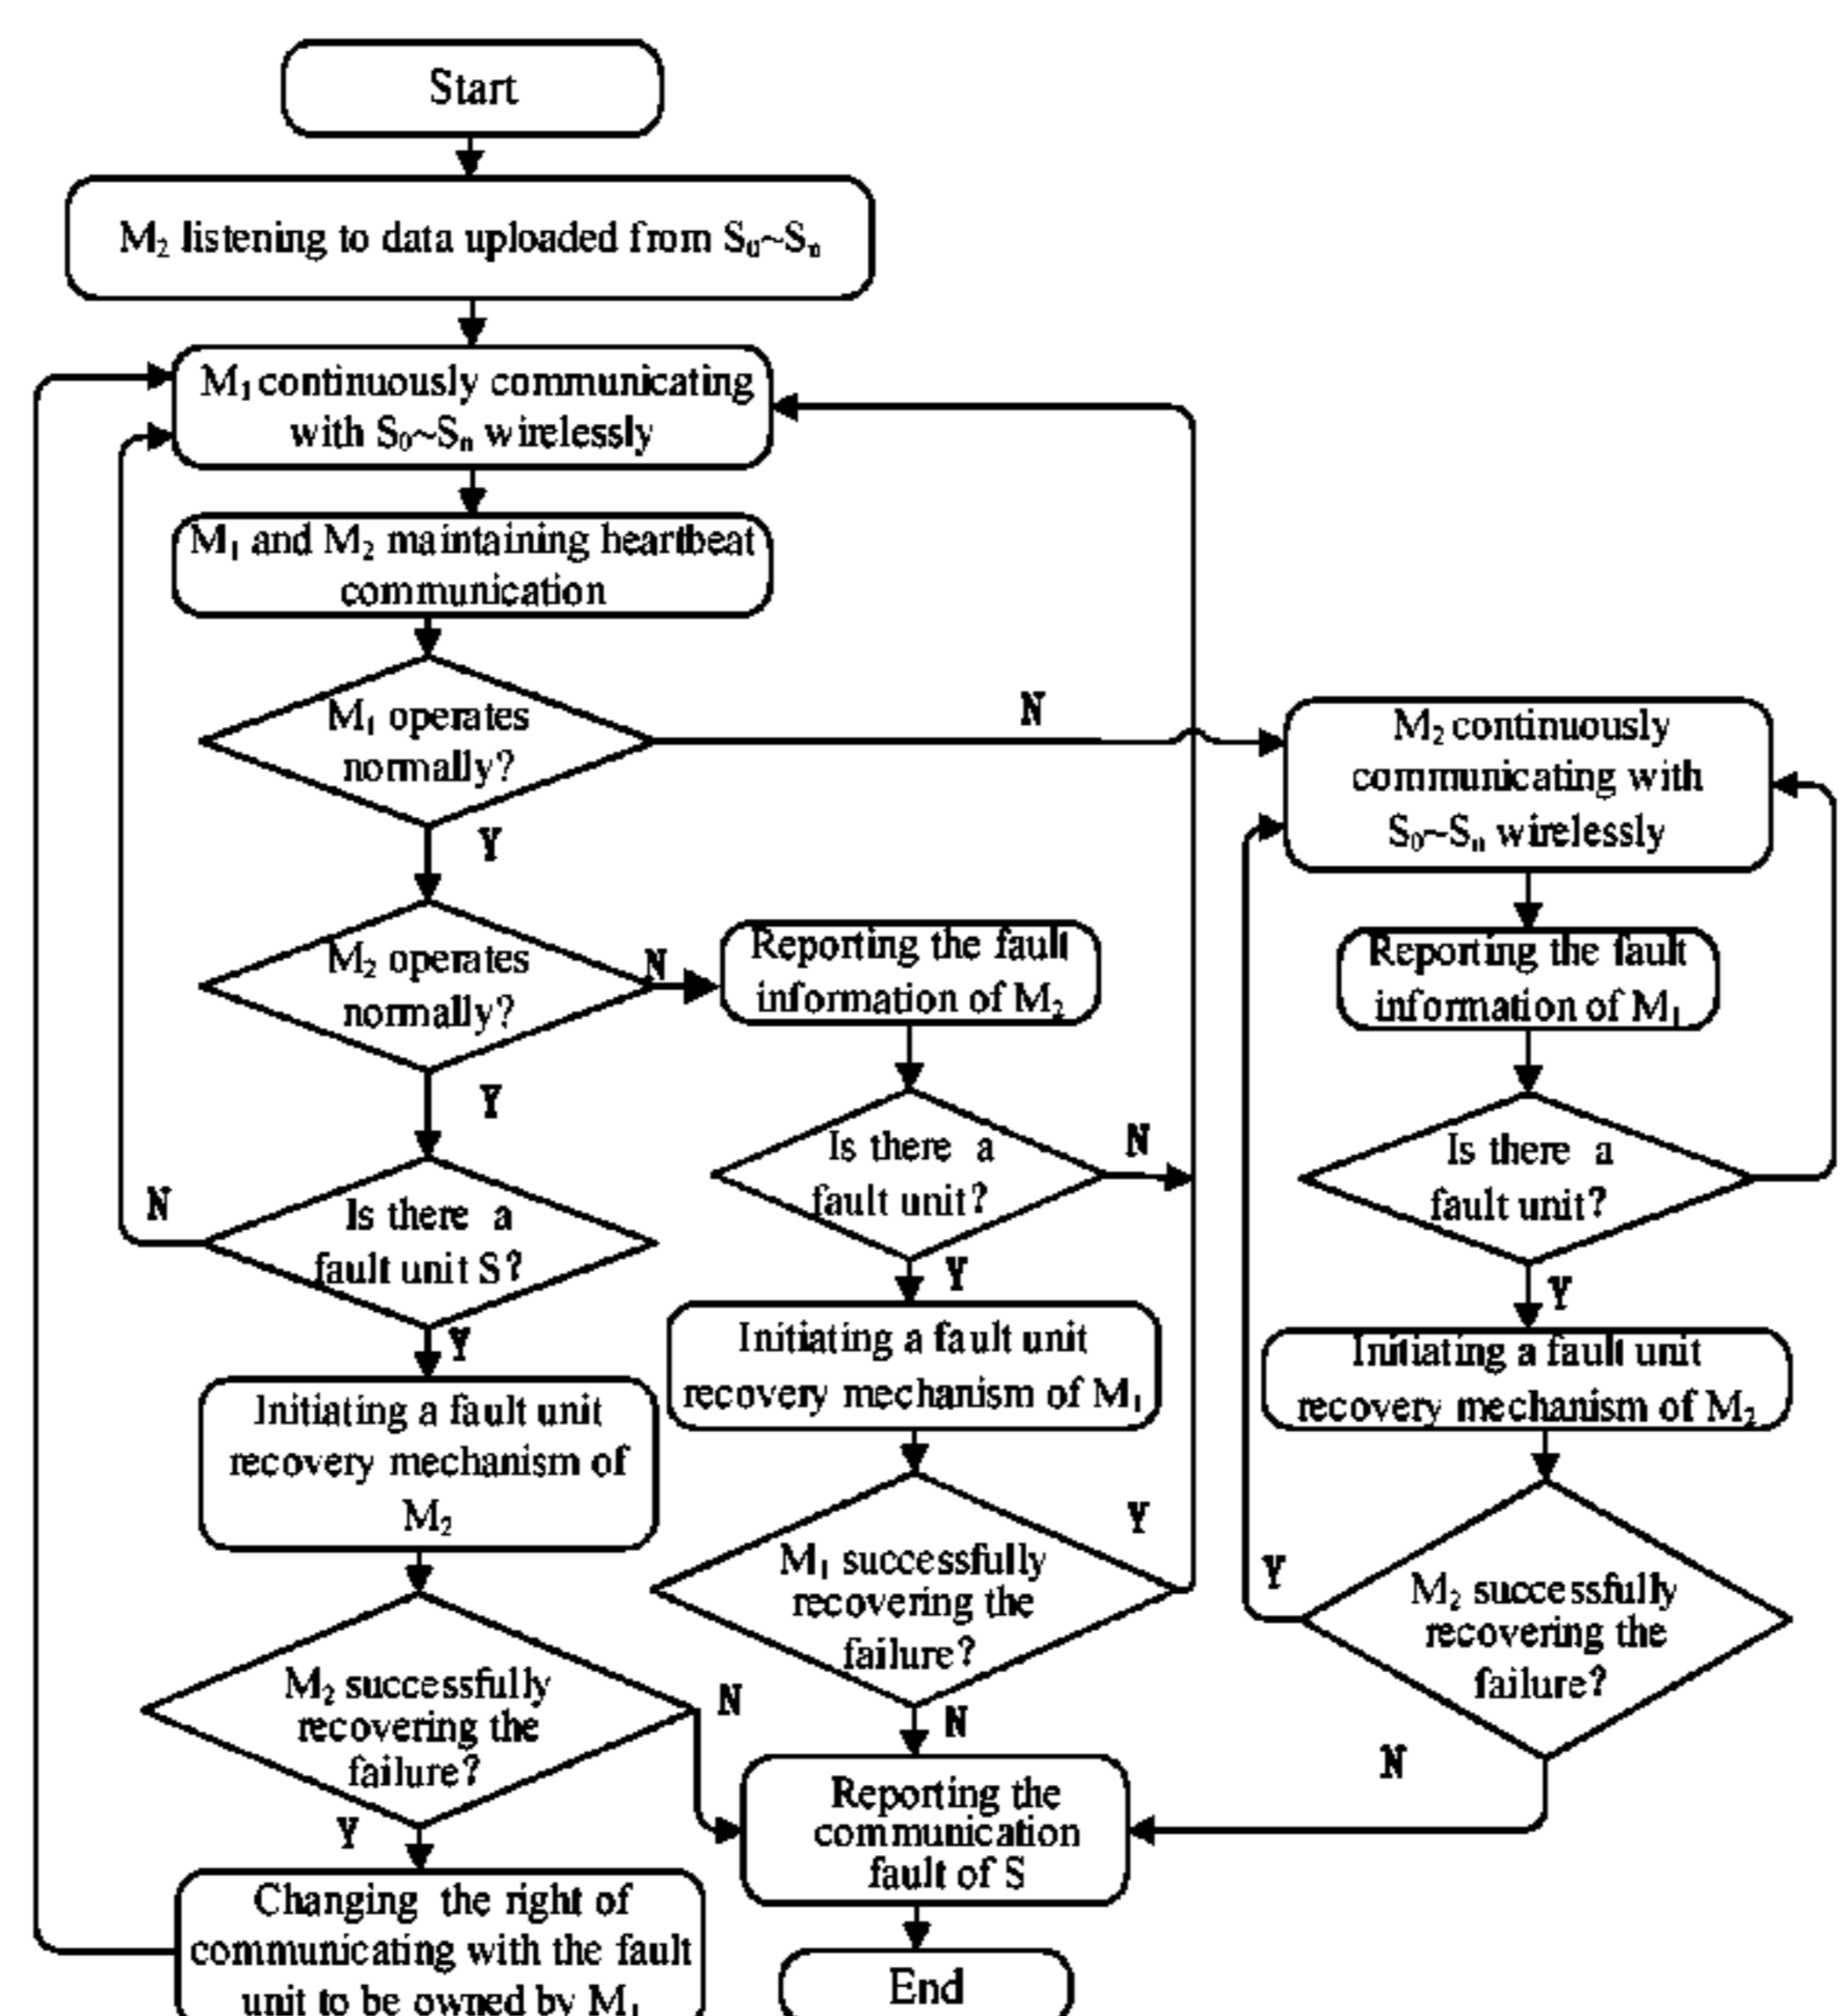 Start
M₂ listening to data uploaded from S₀~Sₙ
M₁ continuously communicating
with S₀~Sₙ wirelessly
M₁ and M₂ maintaining heartbeat
communication
M₁ operates
normally?
N
Y
M₂ continuously
communicating with
S₀~Sₙ wirelessly
M₂ operates
normally?
N
Y
Reporting the fault
information of M₂
Reporting the fault
information of M₁
Is there a
fault unit S?
N
Y
Is there a
fault unit?
N
Y
Is there a
fault unit?
Y
Initiating a fault unit
recovery mechanism of
M₂
Initiating a fault unit
recovery mechanism of M₁
Initiating a fault unit
recovery mechanism of M₂
M₂ successfully
recovering the
failure?
N
Y
M₁ successfully
recovering the
failure?
Y
N
M₂ successfully
recovering the
failure?
Y
N
Changing the right of
communicating with the fault
unit to be owned by M₁
Reporting the
communication
fault of S
End